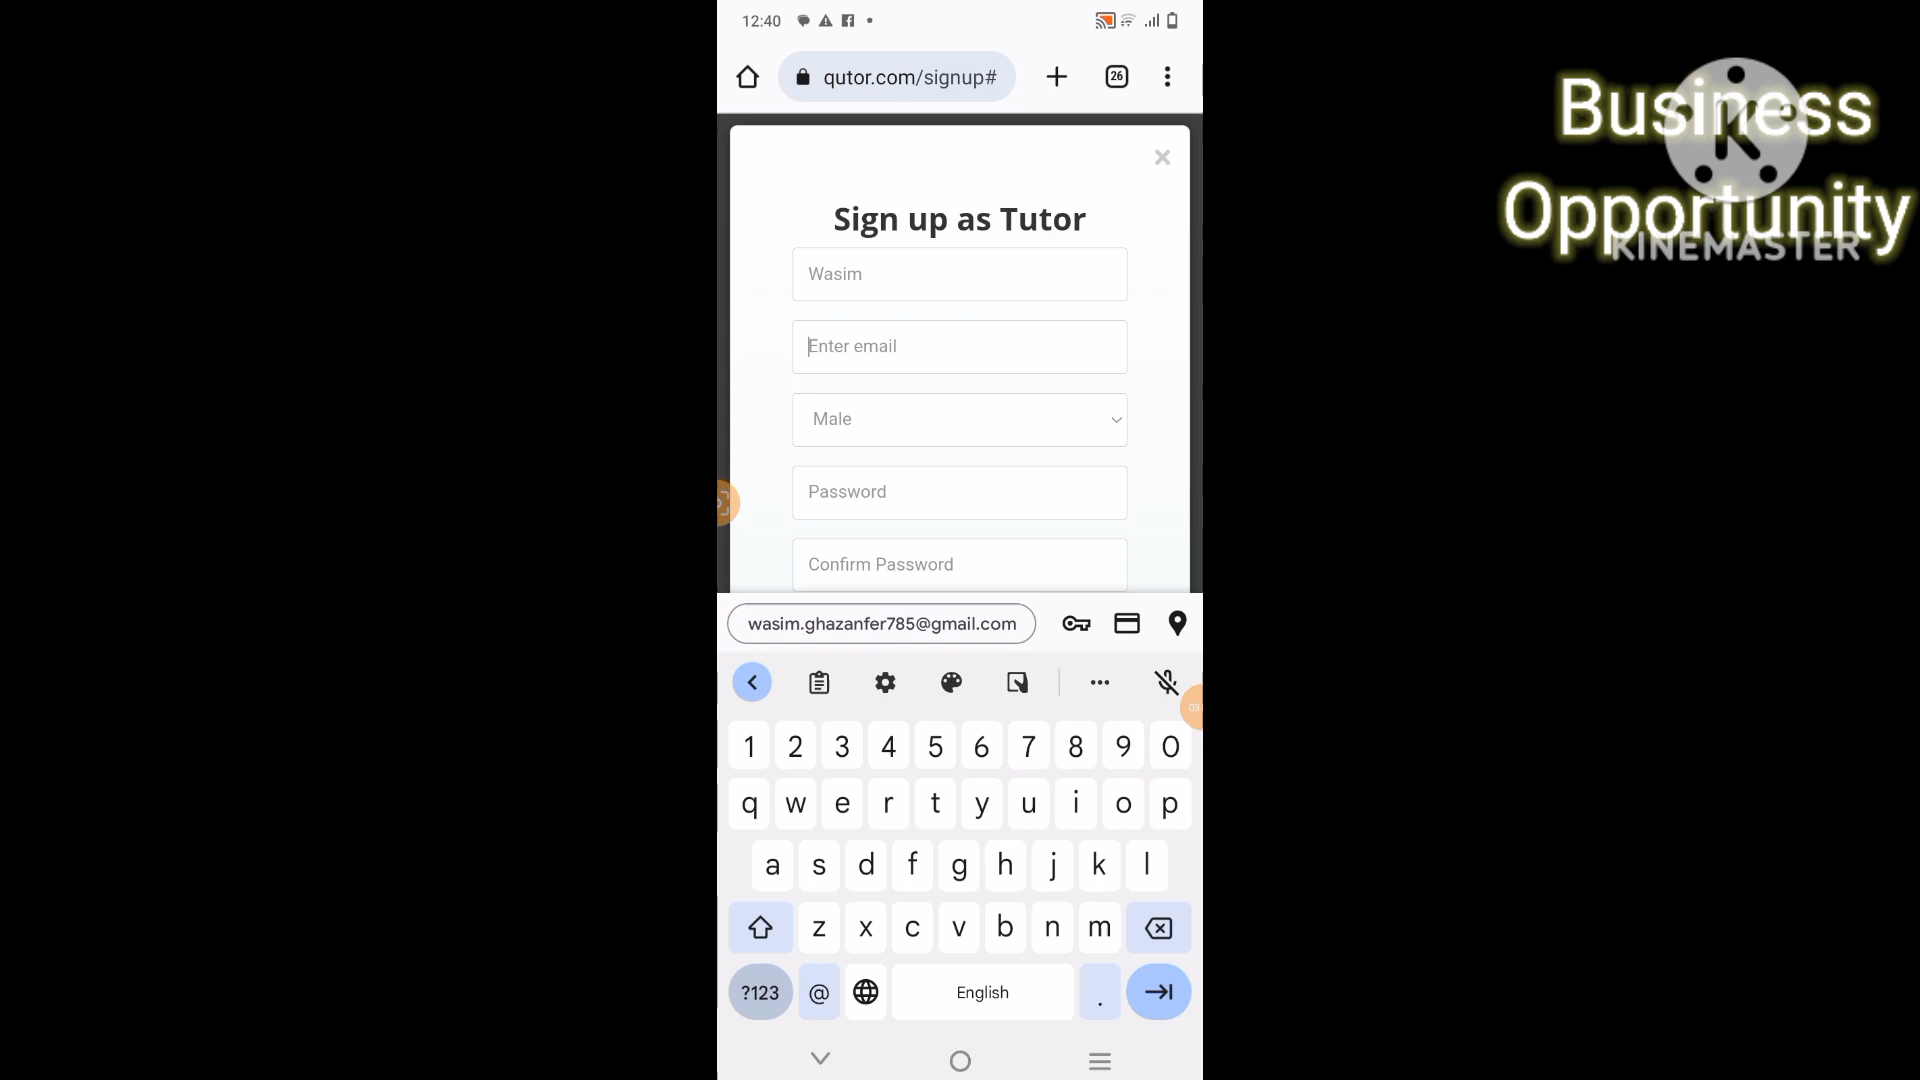 12:40
qutor.com/signup#
26
Business
Opportunity
KINEMASTER
×
Sign up as Tutor
Wasim
Enter email
Male
Password
Confirm Password
wasim.ghazanfer785@gmail.com
03
1 2 3 4 5 6 7 8 9 0
q w e r t y u i o p
a s d f g h j k l
z x c v b n m
?123 @ English .